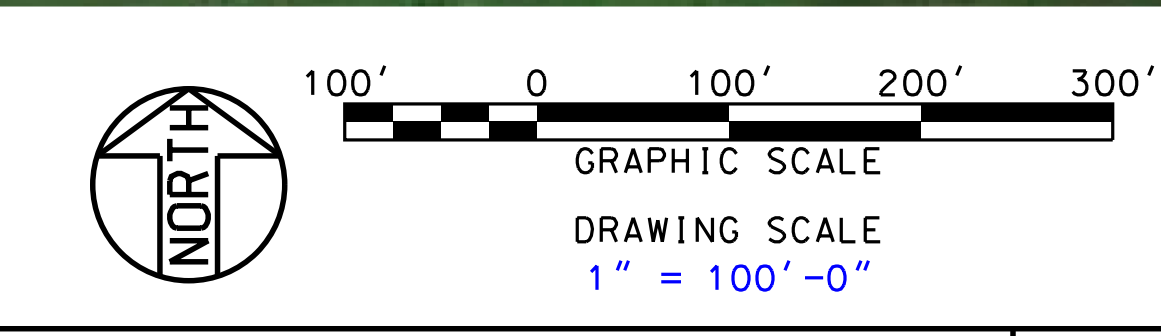 100' 0 100' 200' 300'
NORTH
GRAPHIC SCALE
DRAWING SCALE
1" = 100'-0"